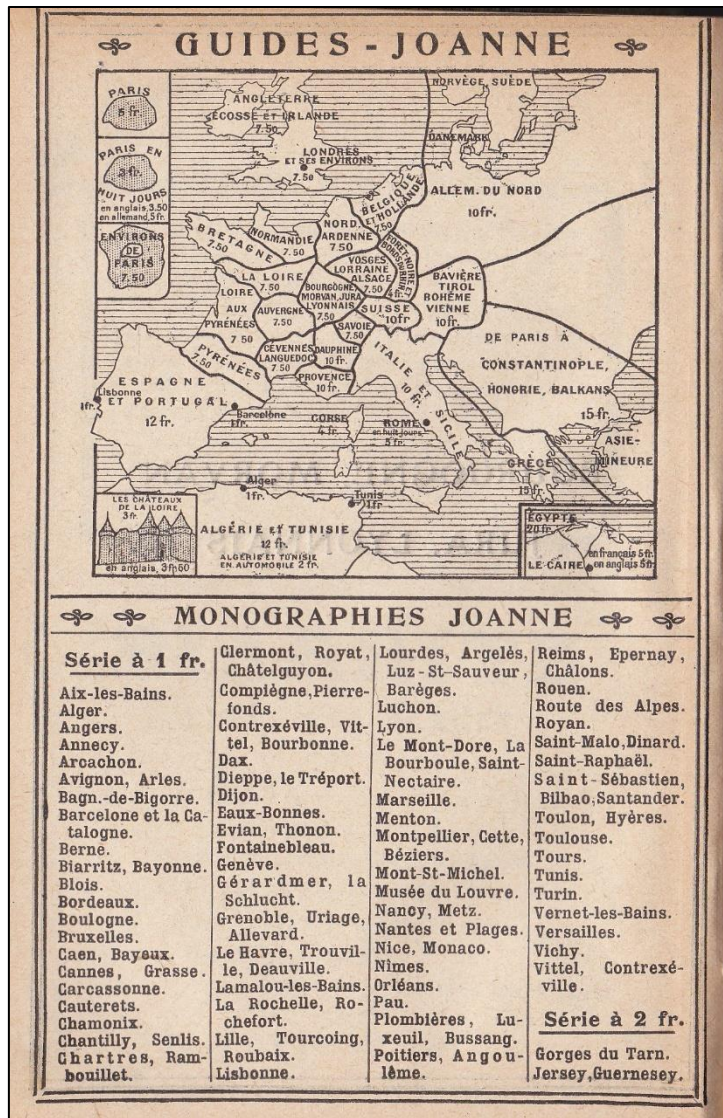 GUIDES - JOANNE
PARIS
5 fr.
PARIS EN
3 fr.
HUIT JOURS
en anglais, 3.50
en allemand, 5 fr.
ENVIRONS
DE
PARIS
7.50
NORVÈGE SUÈDE
ANGLETERRE
ÉCOSSE ET IRLANDE
7.50
DANEMARK
LONDRES
ET SES ENVIRONS
7.50
BELGIQUE
ET HOLLANDE
7.50
ALLEM. DU NORD
10 fr.
BRETAGNE
7.50
NORMANDIE
7.50
NORD
ARDENNE
7.50
VOSGES
LORRAINE
ALSACE
7.50
FORÊT-NOIRE ET
BORDS DU RHIN
4 fr.
BAVIÈRE
TIROL
BOHÊME
VIENNE
10 fr.
LA LOIRE
7.50
LOIRE
AUX
PYRÉNÉES
7.50
BOURGOGNE,
MORVAN, JURA
LYONNAIS
7.50
SUISSE
10 fr
AUVERGNE
7.50
SAVOIE
7.50
CÉVENNES
LANGUEDOC
7.50
DAUPHINÉ
10 fr.
PROVENCE
10 fr.
PYRÉNÉES
7.50
ITALIE ET SICILE
10 fr.
DE PARIS À
CONSTANTINOPLE,
HONGRIE, BALKANS
15 fr.
ESPAGNE
ET PORTUGAL
12 fr.
Lisbonne
1 fr.
Barcelone
1 fr.
CORSE
4 fr.
ROME
en huit jours
5 fr.
GRÈCE
15 fr.
ASIE-
MINEURE
Alger
1 fr.
Tunis
1 fr
ALGÉRIE ET TUNISIE
12 fr.
ALGÉRIE ET TUNISIE
EN AUTOMOBILE 2 fr.
LES CHÂTEAUX
DE LA LOIRE
3 fr.
en anglais, 3 fr. 50
EGYPTE
20 fr.
LE CAIRE
en français 5 fr.
en anglais 5 fr.
MONOGRAPHIES JOANNE
Série à 1 fr.
Aix-les-Bains.
Alger.
Angers.
Annecy.
Arcachon.
Avignon, Arles.
Bagn.-de-Bigorre.
Barcelone et la Ca-
talogne.
Berne.
Biarritz, Bayonne.
Blois.
Bordeaux.
Boulogne.
Bruxelles.
Caen, Bayeux.
Cannes, Grasse.
Carcassonne.
Cauterets.
Chamonix.
Chantilly, Senlis.
Chartres, Ram-
bouillet.
Clermont, Royat,
Châtelguyon.
Compiègne, Pierre-
fonds.
Contrexéville, Vit-
tel, Bourbonne.
Dax.
Dieppe, le Tréport.
Dijon.
Eaux-Bonnes.
Evian, Thonon.
Fontainebleau.
Genève.
Gérardmer, la
Schlucht.
Grenoble, Uriage,
Allevard.
Le Havre, Trouvil-
le, Deauville.
Lamalou-les-Bains.
La Rochelle, Ro-
chefort.
Lille, Tourcoing,
Roubaix.
Lisbonne.
Lourdes, Argelès,
Luz-St-Sauveur,
Barèges.
Luchon.
Lyon.
Le Mont-Dore, La
Bourboule, Saint-
Nectaire.
Marseille.
Menton.
Montpellier, Cette,
Béziers.
Mont-St-Michel.
Musée du Louvre.
Nancy, Metz.
Nantes et Plages.
Nice, Monaco.
Nîmes.
Orléans.
Pau.
Plombières, Lu-
xeuil, Bussang.
Poitiers, Angou-
lême.
Reims, Epernay,
Châlons.
Rouen.
Route des Alpes.
Royan.
Saint-Malo, Dinard.
Saint-Raphaël.
Saint-Sébastien,
Bilbao, Santander.
Toulon, Hyères.
Toulouse.
Tours.
Tunis.
Turin.
Vernet-les-Bains.
Versailles.
Vichy.
Vittel, Contrexé-
ville.
Série à 2 fr.
Gorges du Tarn.
Jersey, Guernesey.